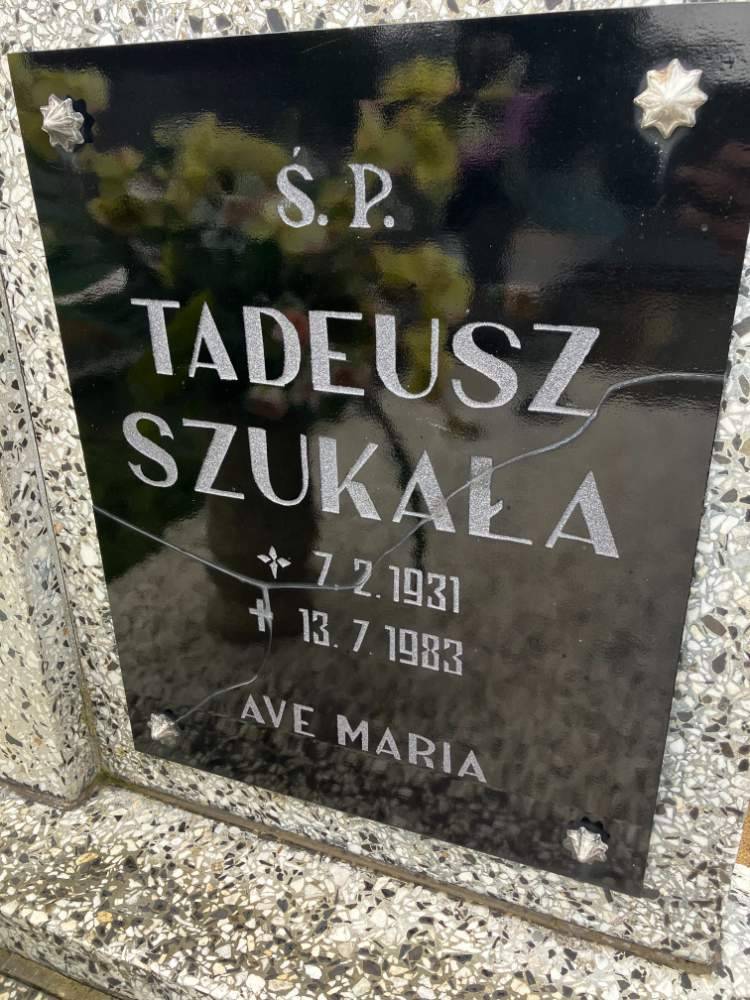 Ś. P.
TADEUSZ
SZUKAŁA
7. 2. 1931
13. 7. 1983
AVE MARIA